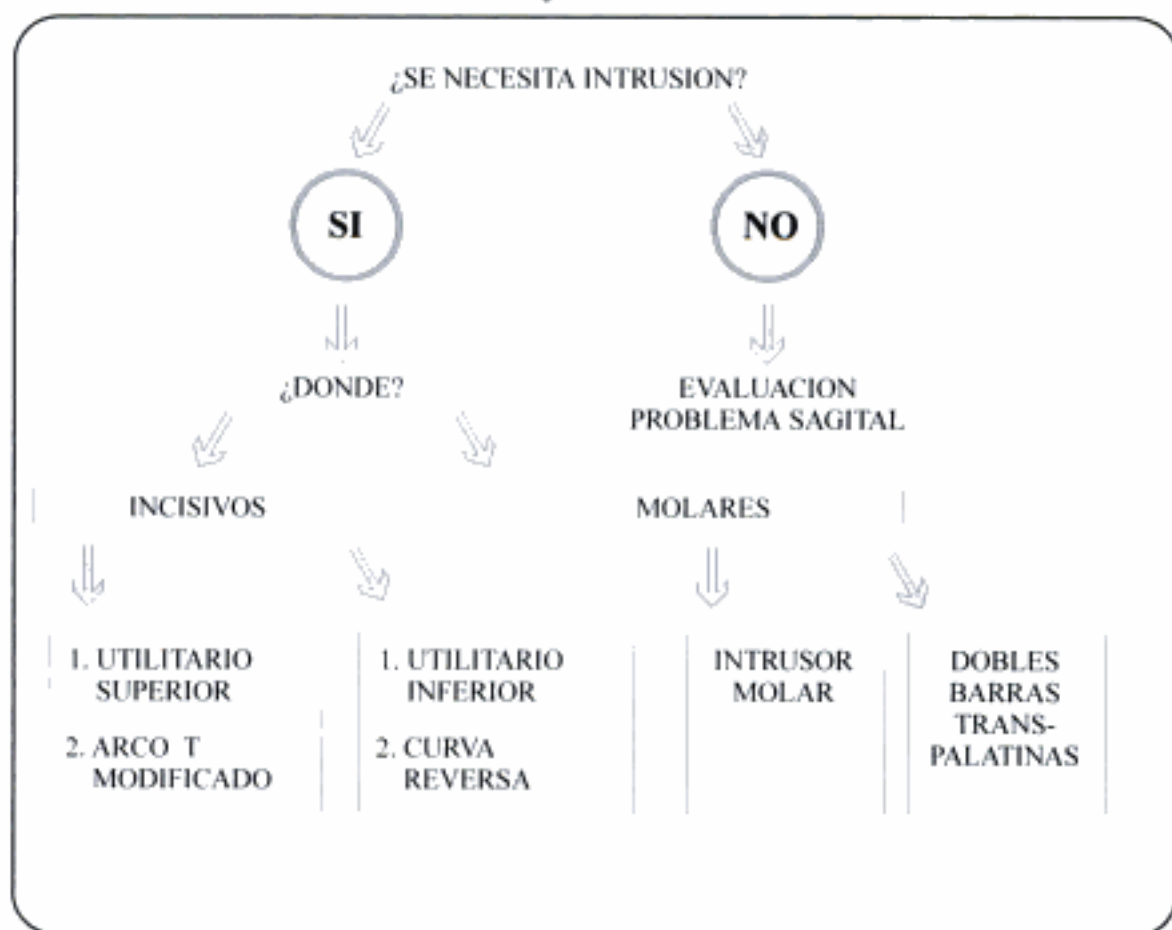 ¿SE NECESITA INTRUSION?
SI
NO
¿DONDE?
EVALUACION
PROBLEMA SAGITAL
INCISIVOS
MOLARES
1. UTILITARIO
SUPERIOR
2. ARCO T
MODIFICADO
1. UTILITARIO
INFERIOR
2. CURVA
REVERSA
INTRUSOR
MOLAR
DOBLES
BARRAS
TRANS-
PALATINAS